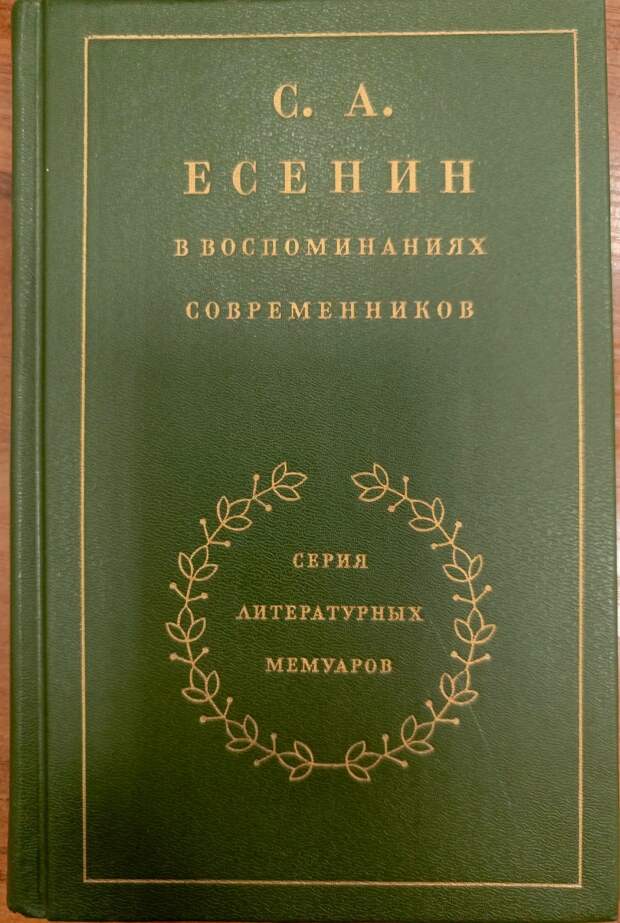 С. А.
ЕСЕНИН
В ВОСПОМИНАНИЯХ
СОВРЕМЕННИКОВ
СЕРИЯ
ЛИТЕРАТУРНЫХ
МЕМУАРОВ